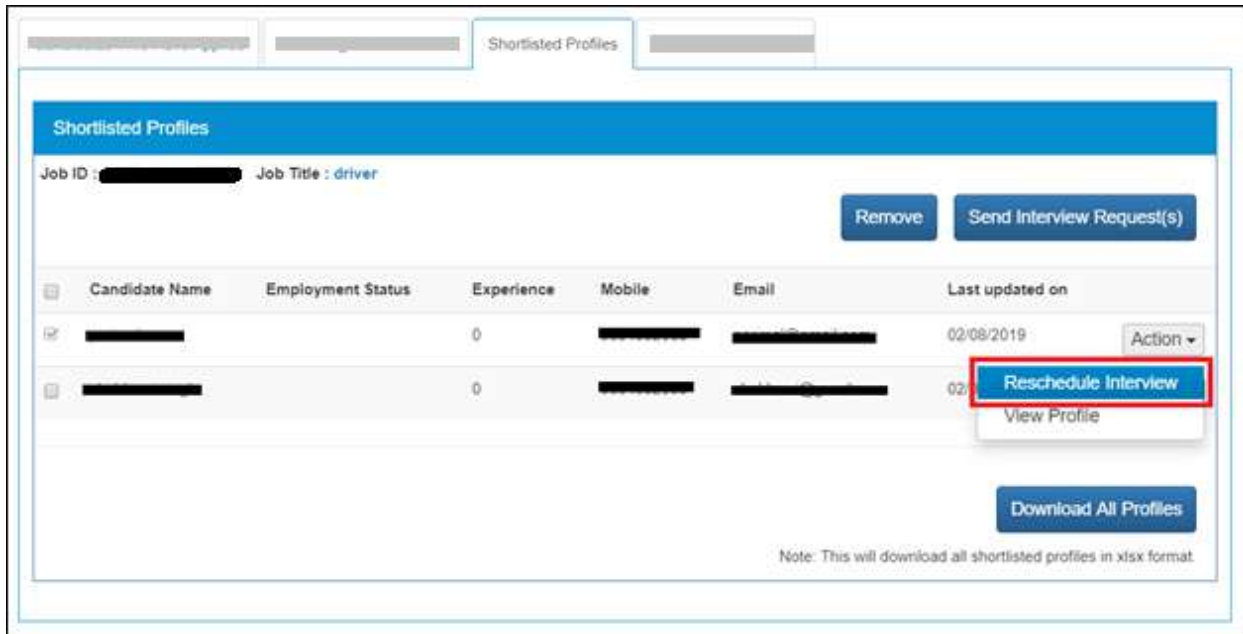 Shortlisted Profiles
Shortlisted Profiles
Job ID : Job Title : driver
Remove Send Interview Request(s)
Candidate Name Employment Status Experience Mobile Email Last updated on
0 02/08/2019 Action
Reschedule Interview
0 02/
View Profile
Download All Profiles
Note: This will download all shortlisted profiles in xlsx format